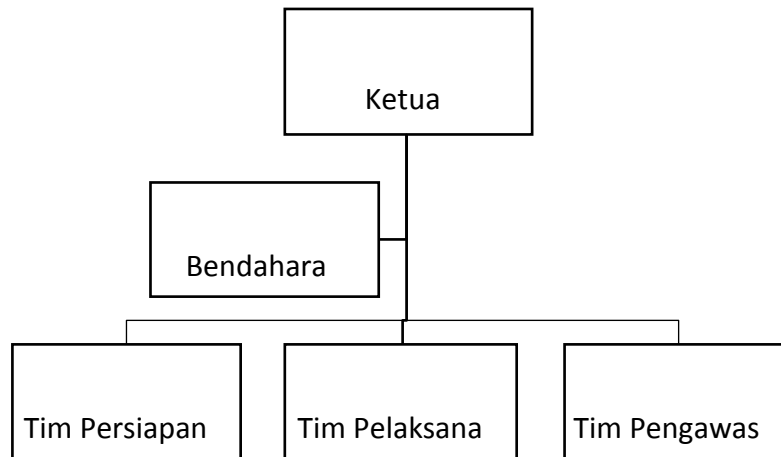 Ketua
Bendahara
Tim Persiapan
Tim Pelaksana
Tim Pengawas